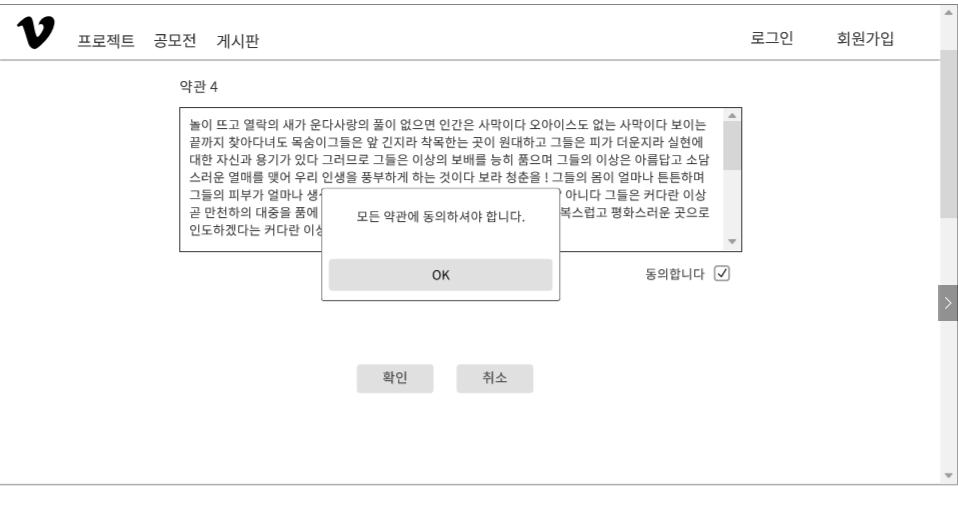 프로젝트 공모전 게시판 로그인 회원가입
약관 4
놀이 뜨고 열락의 새가 운다사랑의 풀이 없으면 인간은 사막이다 오아이스도 없는 사막이다 보이는
끝까지 찾아다녀도 목숨이그들은 앞 긴지라 착목한는 곳이 원대하고 그들은 피가 더운지라 실현에
대한 자신과 용기가 있다 그러므로 그들은 이상의 보배를 능히 품으며 그들의 이상은 아름답고 소담
스러운 열매를 맺어 우리 인생을 풍부하게 하는 것이다 보라 청춘을 ! 그들의 몸이 얼마나 튼튼하며
그들의 피부가 얼마나 아니다 그들은 커다란 이상
곧 만천하의 대중을 품에 복스럽고 평화스러운 곳으로
인도하겠다는 커다란
모든 약관에 동의하셔야 합니다.
OK
동의합니다
확인 취소